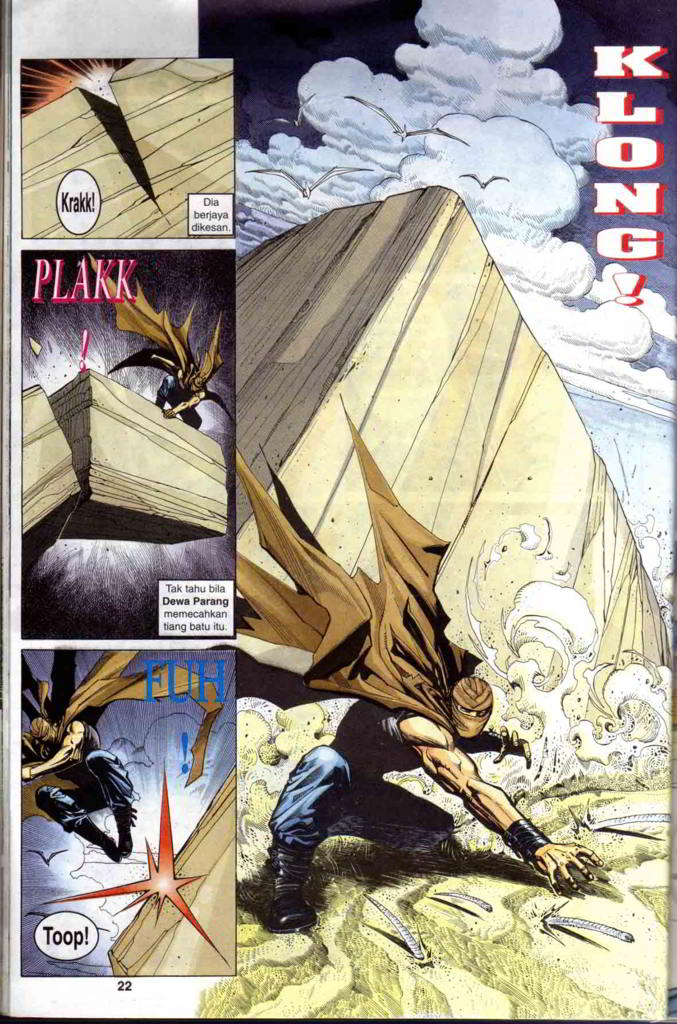 Krakk!
Dia
berjaya
dikesan.
PLAKK
!
Tak tahu bila
Dewa Parang
memecahkan
tiang batu itu.
FUH
!
Toop!
KLONG!
22